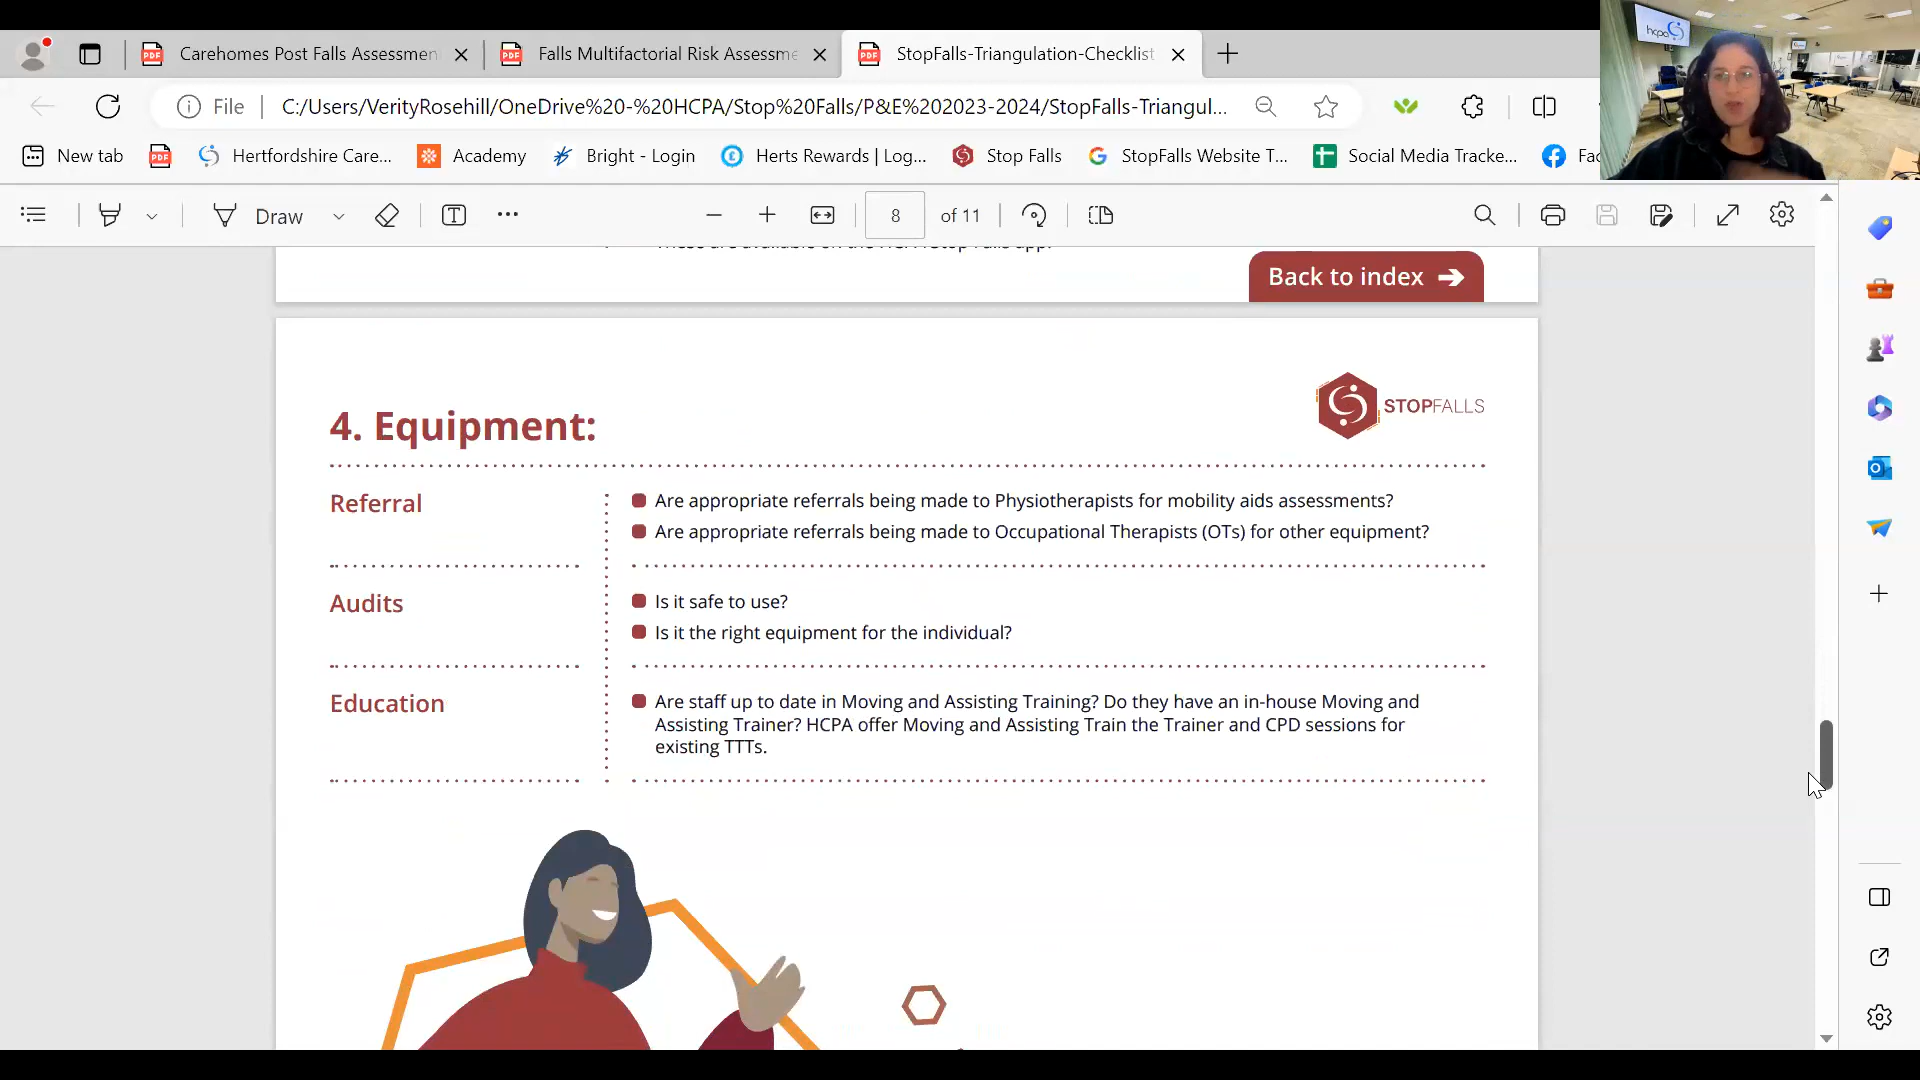 Carehomes Post Falls Assessmen
Falls Multifactorial Risk Assessme
StopFalls-Triangulation-Checklist
File
C:/Users/VerityRosehill/OneDrive%20-%20HCPA/Stop%20Falls/P&E%202023-2024/StopFalls-Triangul...
hcpa
New tab
Hertfordshire Care...
Academy
Bright - Login
Herts Rewards | Log...
Stop Falls
StopFalls Website T...
Social Media Tracke...
Fac
Draw
8
of 11
Back to index
4. Equipment:
STOPFALLS
Referral
Are appropriate referrals being made to Physiotherapists for mobility aids assessments?
Are appropriate referrals being made to Occupational Therapists (OTs) for other equipment?
Audits
Is it safe to use?
Is it the right equipment for the individual?
Education
Are staff up to date in Moving and Assisting Training? Do they have an in-house Moving and
Assisting Trainer? HCPA offer Moving and Assisting Train the Trainer and CPD sessions for
existing TTTs.